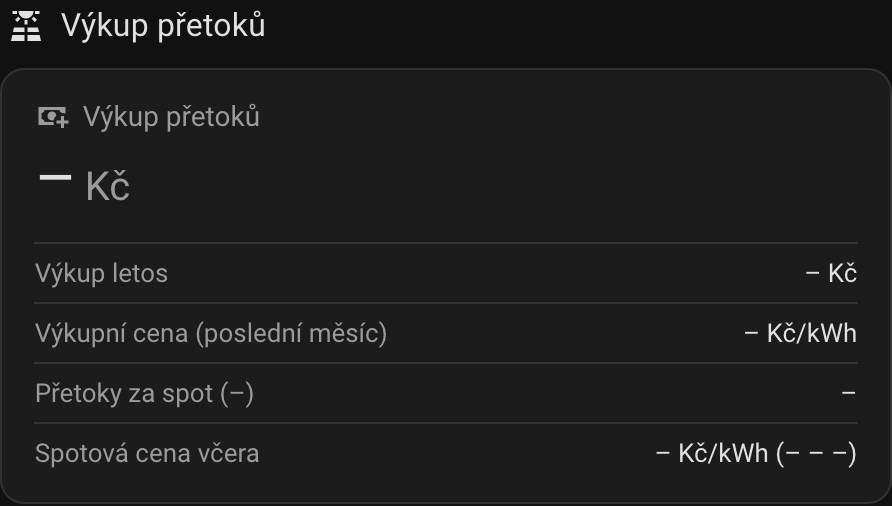 Výkup přetoků
Výkup přetoků
– Kč
Výkup letos – Kč
Výkupní cena (poslední měsíc) – Kč/kWh
Přetoky za spot (–) –
Spotová cena včera – Kč/kWh (– – –)